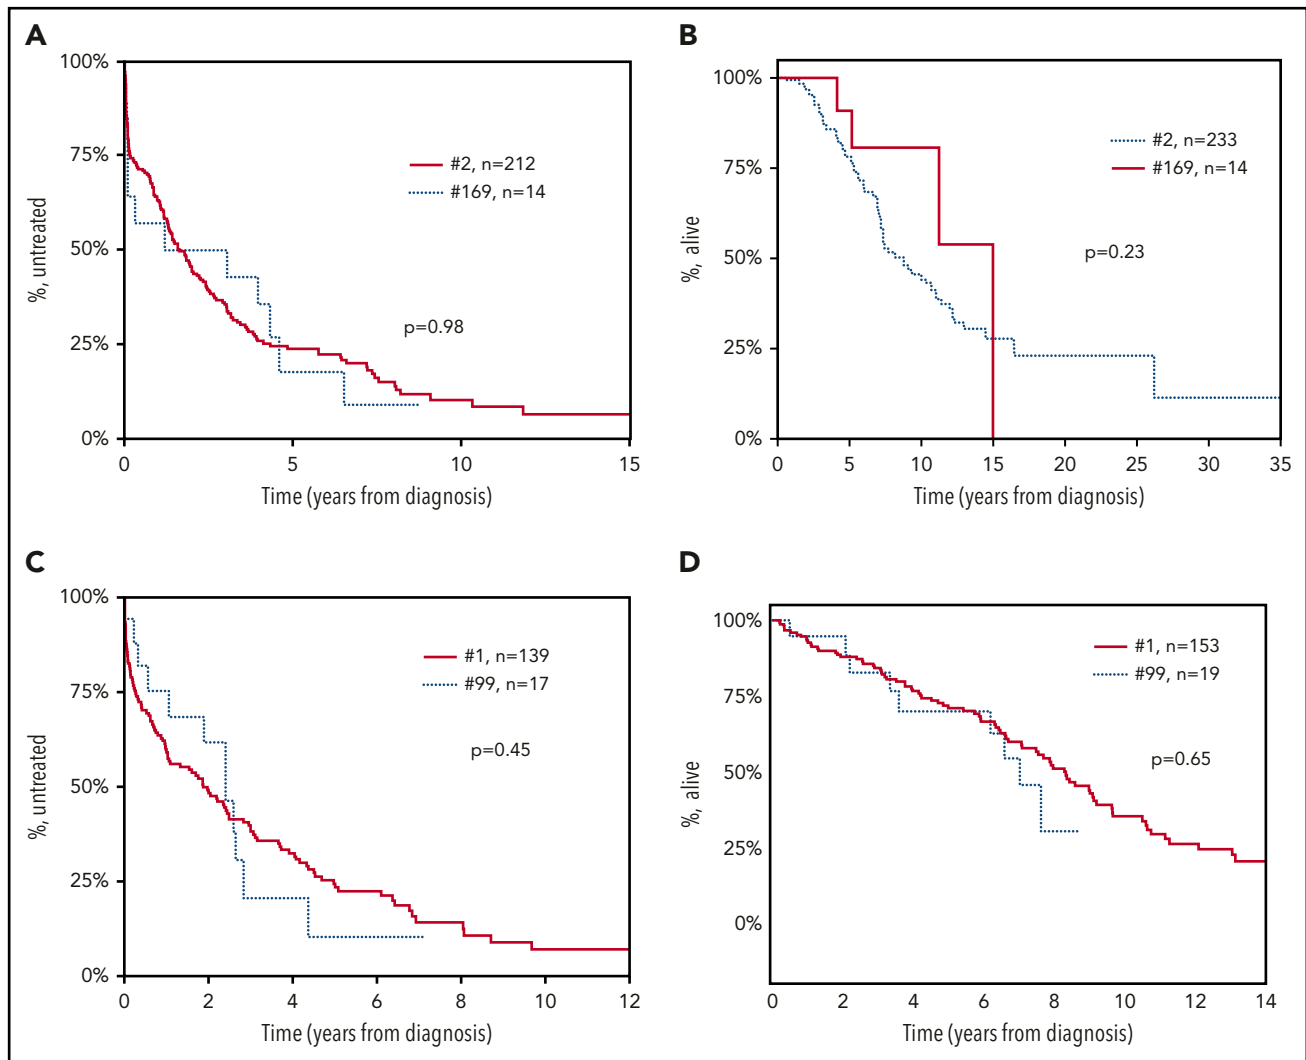 A
100%
75%
50%
25%
0%
%, untreated
#2, n=212
#169, n=14
p=0.98
0 5 10 15
Time (years from diagnosis)
B
100%
75%
50%
25%
0%
%, alive
#2, n=233
#169, n=14
p=0.23
0 5 10 15 20 25 30 35
Time (years from diagnosis)
C
100%
75%
50%
25%
0%
%, untreated
#1, n=139
#99, n=17
p=0.45
0 2 4 6 8 10 12
Time (years from diagnosis)
D
100%
75%
50%
25%
0%
%, alive
#1, n=153
#99, n=19
p=0.65
0 2 4 6 8 10 12 14
Time (years from diagnosis)